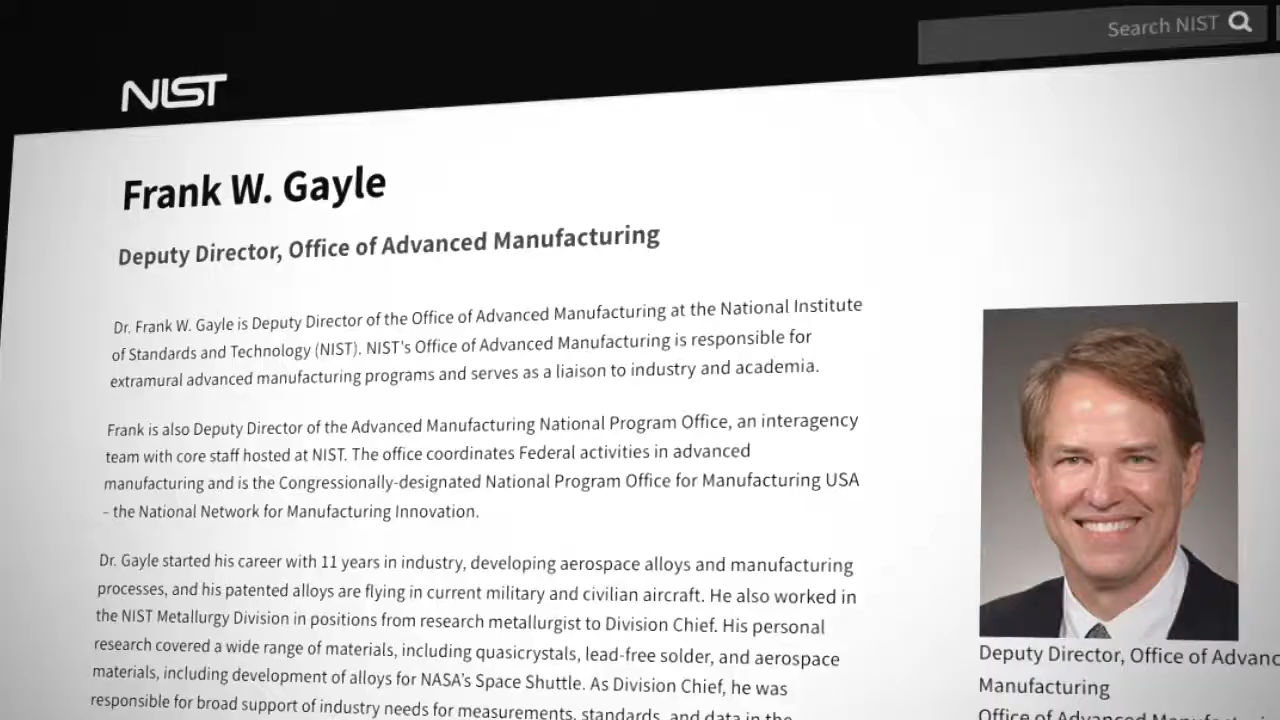 Search NIST
NIST
Frank W. Gayle
Deputy Director, Office of Advanced Manufacturing
Dr. Frank W. Gayle is Deputy Director of the Office of Advanced Manufacturing at the National Institute
of Standards and Technology (NIST). NIST's Office of Advanced Manufacturing is responsible for
extramural advanced manufacturing programs and serves as a liaison to industry and academia.
Frank is also Deputy Director of the Advanced Manufacturing National Program Office, an interagency
team with core staff hosted at NIST. The office coordinates Federal activities in advanced
manufacturing and is the Congressionally-designated National Program Office for Manufacturing USA
– the National Network for Manufacturing Innovation.
Dr. Gayle started his career with 11 years in industry, developing aerospace alloys and manufacturing
processes, and his patented alloys are flying in current military and civilian aircraft. He also worked in
the NIST Metallurgy Division in positions from research metallurgist to Division Chief. His personal
research covered a wide range of materials, including quasicrystals, lead-free solder, and aerospace
materials, including development of alloys for NASA's Space Shuttle. As Division Chief, he was
responsible for broad support of industry needs for measurements, standards, and data in the
Deputy Director, Office of Advanc
Manufacturing
Office of Advanced